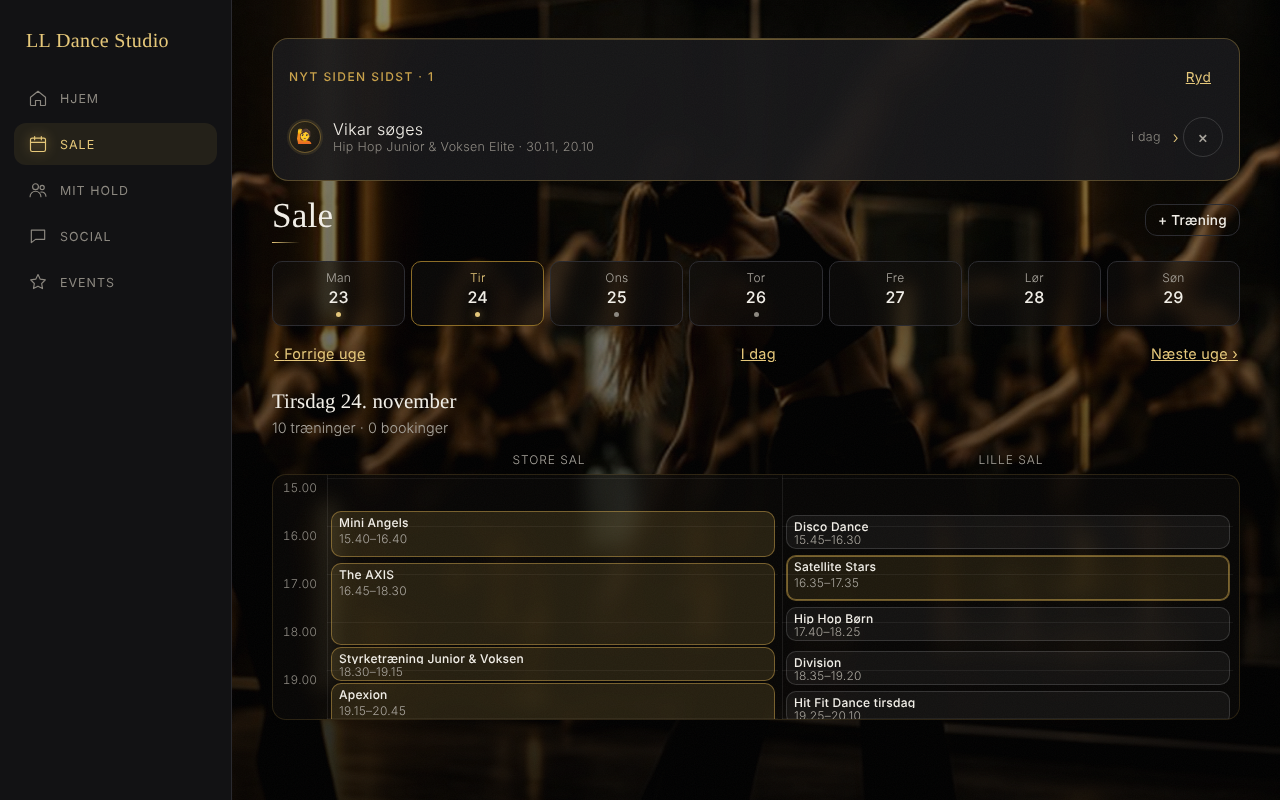 LL Dance Studio
HJEM
SALE
MIT HOLD
SOCIAL
EVENTS
NYT SIDEN SIDST · 1
Ryd
Vikar søges
Hip Hop Junior & Voksen Elite · 30.11, 20.10
i dag › ×
Sale
+ Træning
Man Tir Ons Tor Fre Lør Søn
23 24 25 26 27 28 29
‹ Forrige uge
I dag
Næste uge ›
Tirsdag 24. november
10 træninger · 0 bookinger
STORE SAL
LILLE SAL
15.00
16.00
17.00
18.00
19.00
Mini Angels
15.40–16.40
The AXIS
16.45–18.30
Styrketræning Junior & Voksen
18.30–19.15
Apexion
19.15–20.45
Disco Dance
15.45–16.30
Satellite Stars
16.35–17.35
Hip Hop Børn
17.40–18.25
Division
18.35–19.20
Hit Fit Dance tirsdag
19.25–20.10